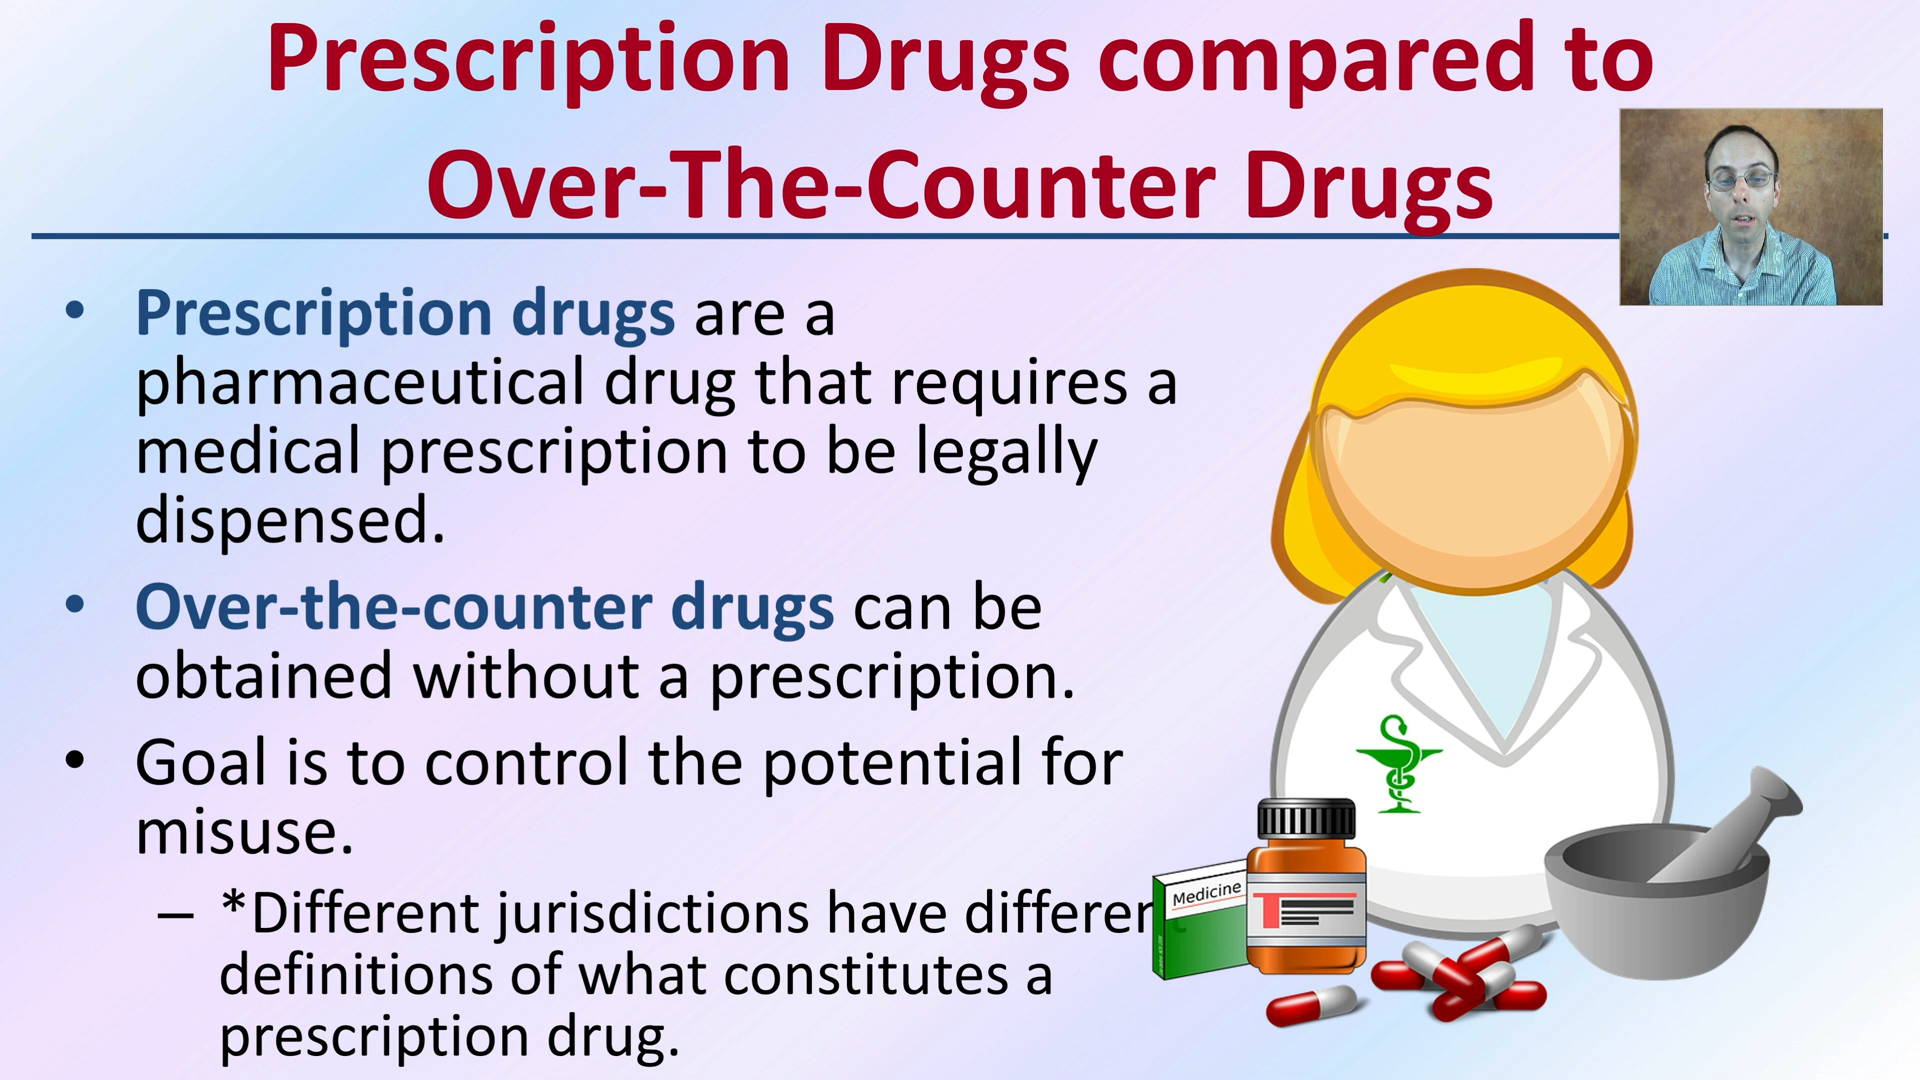 Prescription Drugs compared to
Over-The-Counter Drugs
• Prescription drugs are a
pharmaceutical drug that requires a
medical prescription to be legally
dispensed.
• Over-the-counter drugs can be
obtained without a prescription.
• Goal is to control the potential for
misuse.
– *Different jurisdictions have different
definitions of what constitutes a
prescription drug.
Medicine